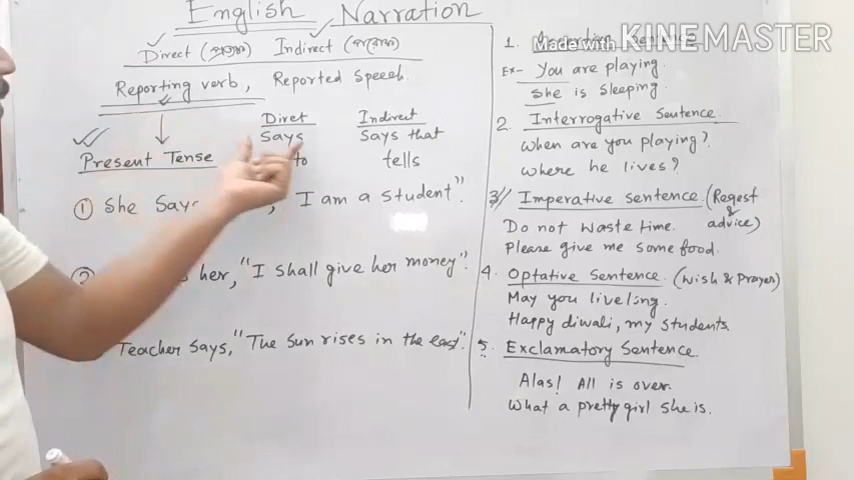 English Narration
Direct (প্রত্যক্ষ) Indirect (পরোক্ষ)
Reporting verb, Reported Speech.
Diret Indirect
Says Says that
Present Tense to tells
① She Says , "I am a student".
② her, "I shall give her money".
Teacher Says, "The Sun rises in the east".
1. Sentence
Ex- You are playing.
She is sleeping.
2. Interrogative Sentence.
When are you playing?
Where he lives?
3 Imperative sentence (Reqest & advice)
Do not waste time.
Please give me some food.
4. Optative Sentence. (Wish & Prayer)
May you live long.
Happy diwali, my students.
5. Exclamatory Sentence.
Alas! All is over.
What a pretty girl she is.
Made with KINEMASTER